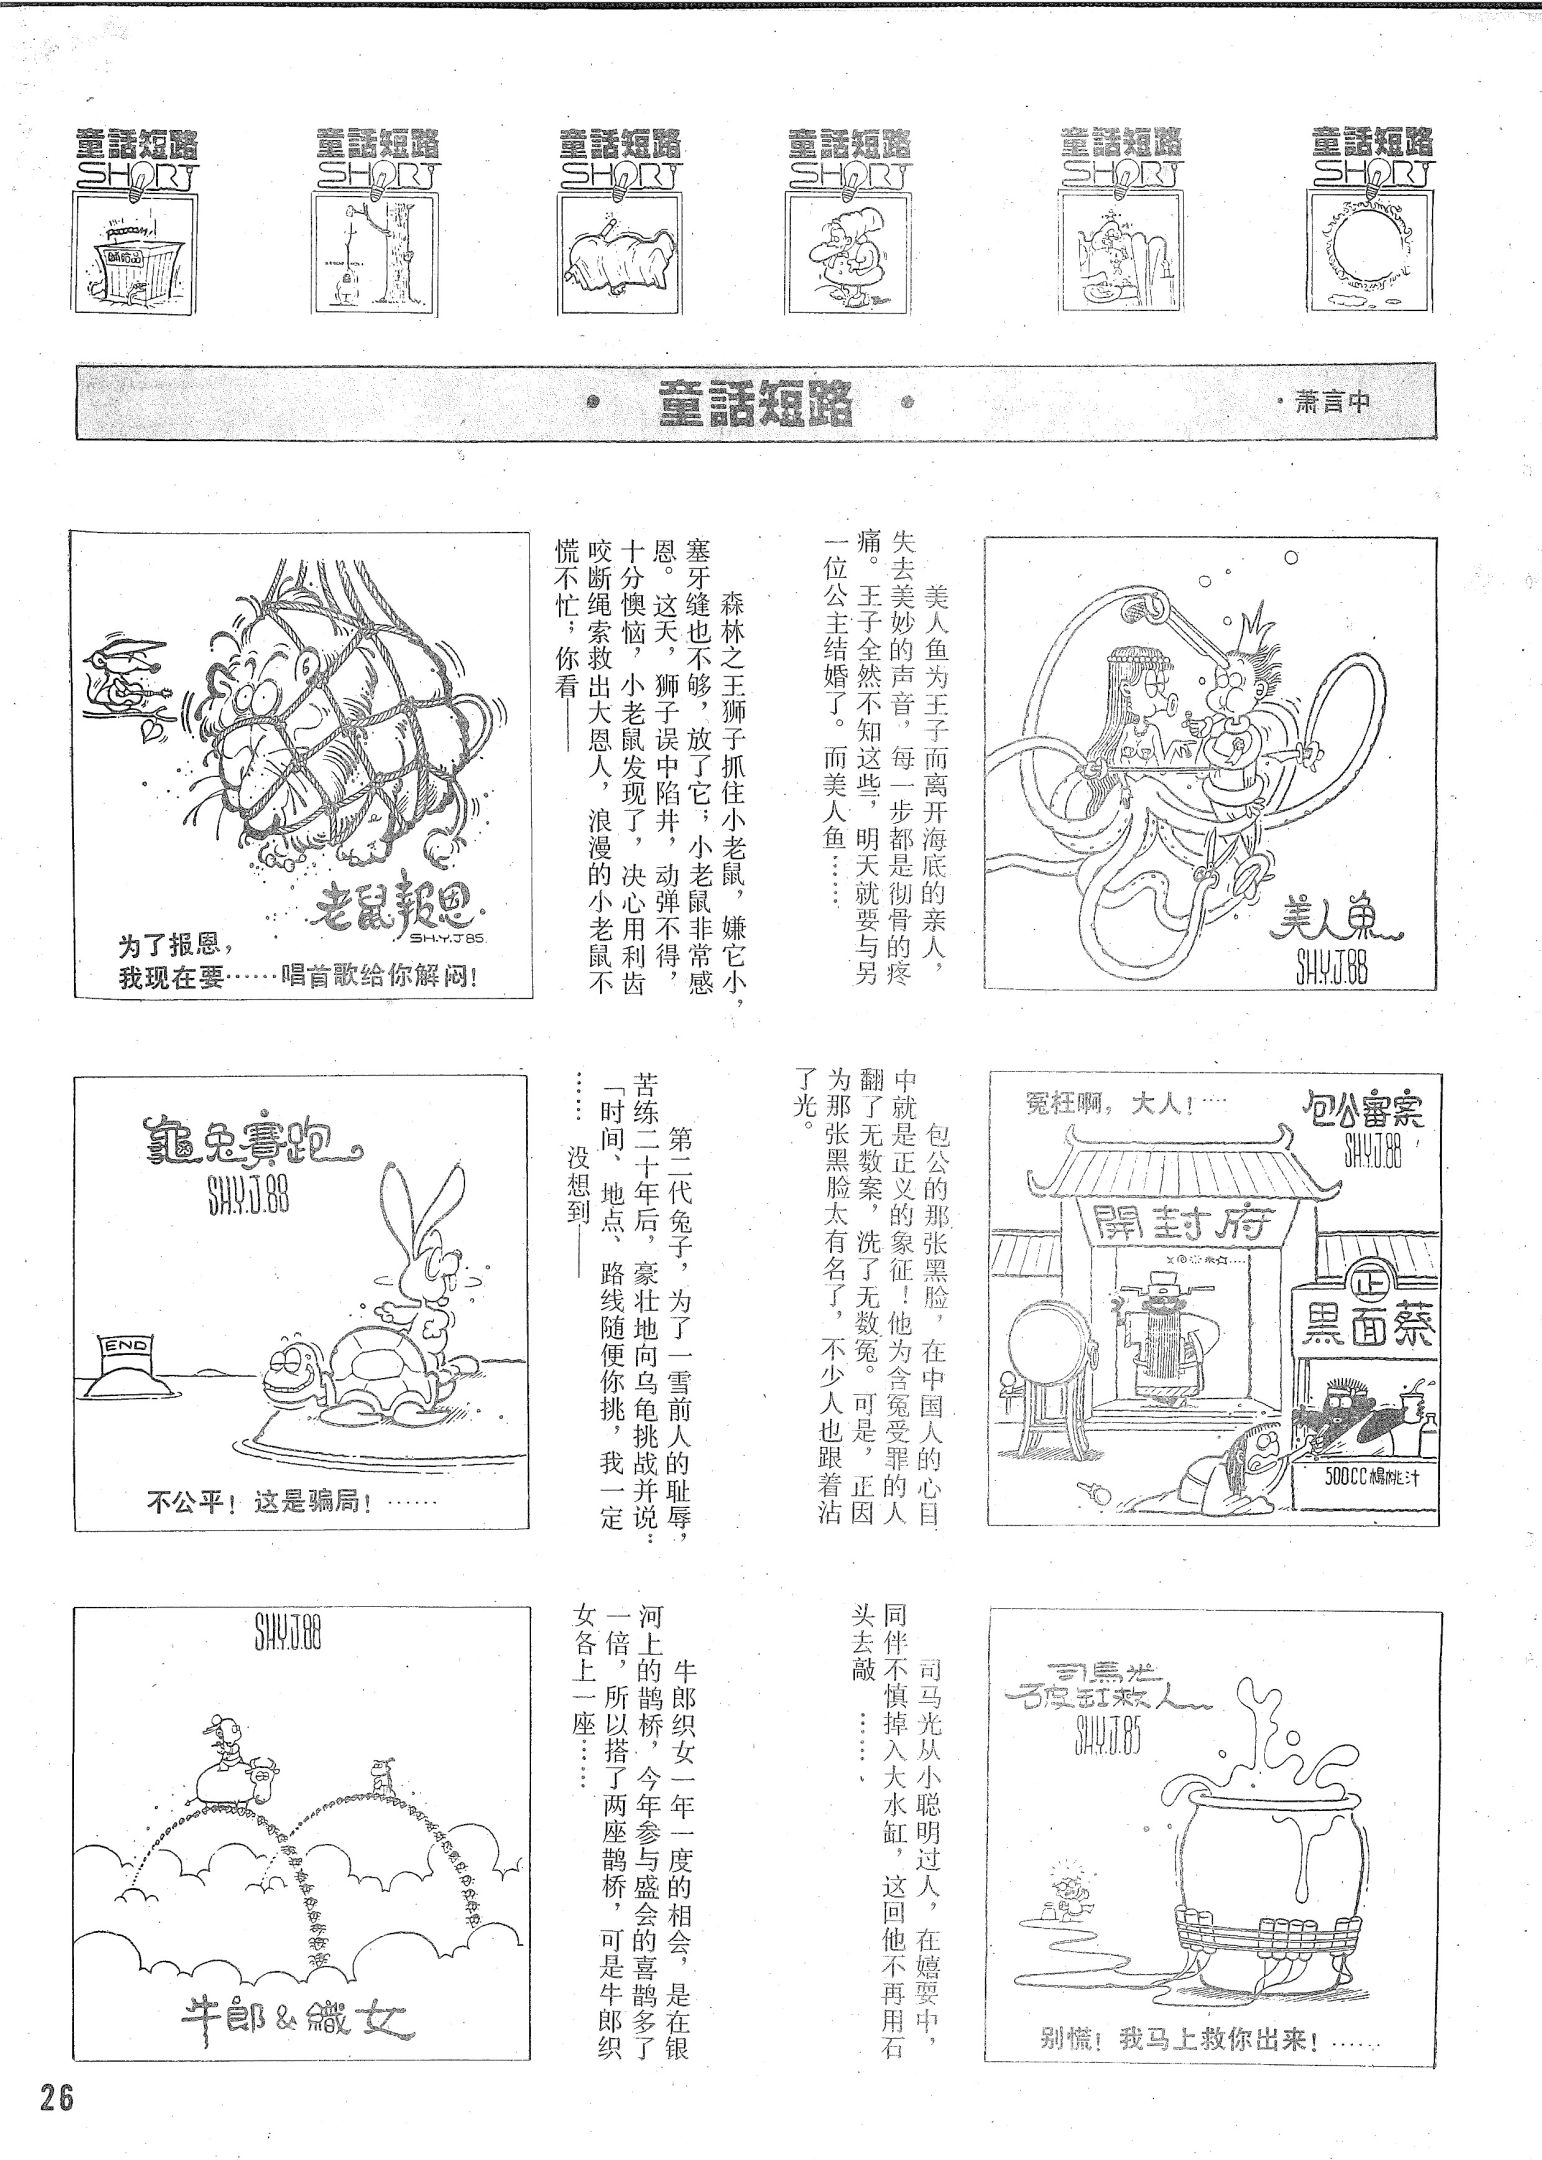 童話短路
SHORT
童話短路
SHORT
童話短路
SHORT
童話短路
SHORT
童話短路
SHORT
童話短路
SHORT
·童話短路·
·萧言中
美人鱼为王子而离开海底的亲人，
失去美妙的声音，每一步都是彻骨的疼
痛。王子全然不知这些，明天就要与另
一位公主结婚了。而美人鱼……
美人魚
SH.Y.J.88
森林之王狮子抓住小老鼠，嫌它小，
塞牙缝也不够，放了它；小老鼠非常感
恩。这天，狮子误中陷井，动弹不得，
十分懊恼，小老鼠发现了，决心用利齿
咬断绳索救出大恩人，浪漫的小老鼠不
慌不忙；你看——
老鼠報恩
SH.Y.J85.
为了报恩，
我现在要……唱首歌给你解闷！
冤枉啊，大人！…
包公審案
SH.Y.J.88
開封府
正
黑面蔡
500CC楊桃汁
包公的那张黑脸，在中国人的心目
中就是正义的象征！他为含冤受罪的人
翻了无数案，洗了无数冤。可是，正因
为那张黑脸太有名了，不少人也跟着沾
了光。
第二代兔子，为了一雪前人的耻辱，
苦练二十年后，豪壮地向乌龟挑战并说：
「时间、地点、路线随便你挑，我一定
……没想到——
龜兔賽跑
SH.Y.J.88
END
不公平！这是骗局！……
司馬光
破缸救人
SH.Y.J.85
别慌！我马上救你出来！……
司马光从小聪明过人，在嬉耍中，
同伴不慎掉入大水缸，这回他不再用石
头去敲……
牛郎织女一年一度的相会，是在银
河上的鹊桥，今年参与盛会的喜鹊多了
一倍，所以搭了两座鹊桥，可是牛郎织
女各上一座……
SH.Y.J.88
牛郎&織女
26